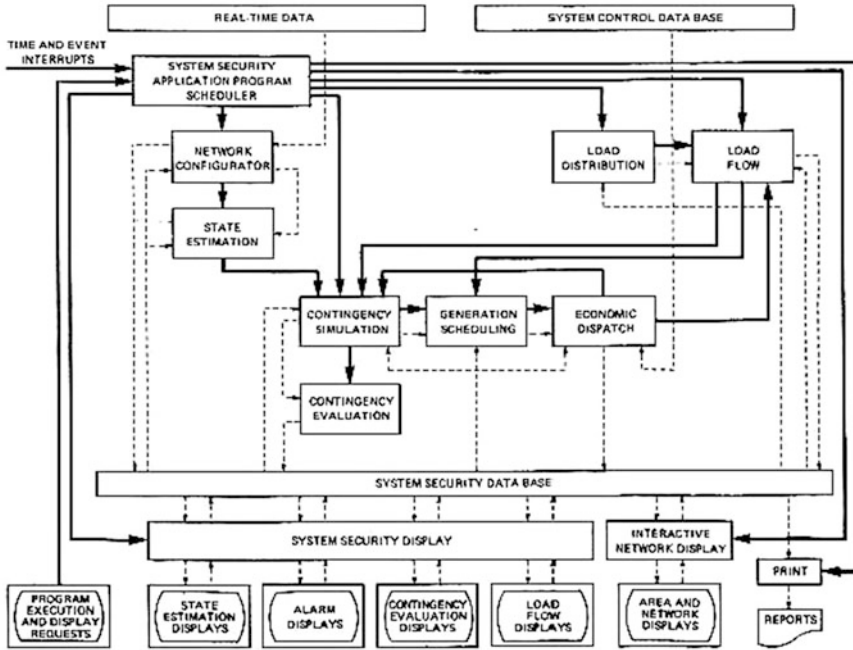 REAL-TIME DATA
SYSTEM CONTROL DATA BASE
TIME AND EVENT
INTERRUPTS
SYSTEM SECURITY
APPLICATION PROGRAM
SCHEDULER
NETWORK
CONFIGURATOR
LOAD
DISTRIBUTION
LOAD
FLOW
STATE
ESTIMATION
CONTINGENCY
SIMULATION
GENERATION
SCHEDULING
ECONOMIC
DISPATCH
CONTINGENCY
EVALUATION
SYSTEM SECURITY DATA BASE
SYSTEM SECURITY DISPLAY
INTERACTIVE
NETWORK DISPLAY
PRINT
PROGRAM
EXECUTION
AND DISPLAY
REQUESTS
STATE
ESTIMATION
DISPLAYS
ALARM
DISPLAYS
CONTINGENCY
EVALUATION
DISPLAYS
LOAD
FLOW
DISPLAYS
AREA AND
NETWORK
DISPLAYS
REPORTS